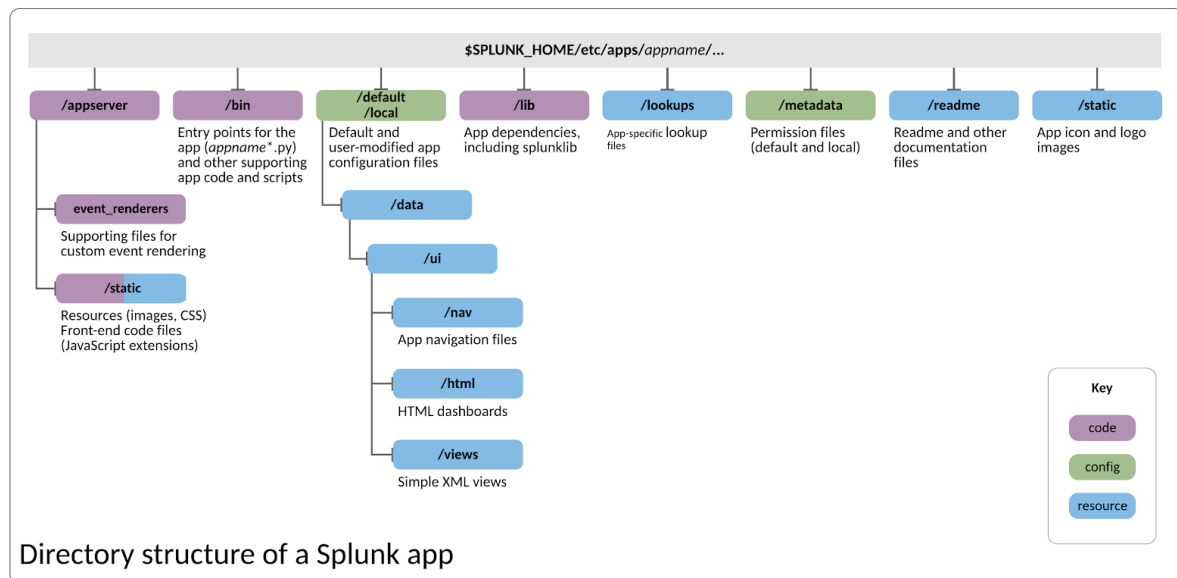 $SPLUNK_HOME/etc/apps/appname/...
/appserver
/bin
/default
/local
/lib
/lookups
/metadata
/readme
/static
Entry points for the
app (appname*.py)
and other supporting
app code and scripts
Default and
user-modified app
configuration files
App dependencies,
including splunklib
App-specific lookup
files
Permission files
(default and local)
Readme and other
documentation
files
App icon and logo
images
event_renderers
Supporting files for
custom event rendering
/static
Resources (images, CSS)
Front-end code files
(JavaScript extensions)
/data
/ui
/nav
App navigation files
/html
HTML dashboards
/views
Simple XML views
Key
code
config
resource
Directory structure of a Splunk app